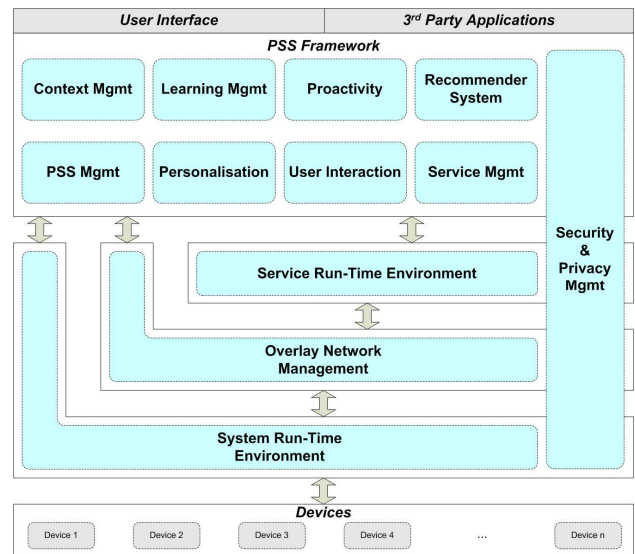 User Interface
3rd Party Applications
PSS Framework
Context Mgmt
Learning Mgmt
Proactivity
Recommender
System
PSS Mgmt
Personalisation
User Interaction
Service Mgmt
Security
&
Privacy
Mgmt
Service Run-Time Environment
Overlay Network
Management
System Run-Time
Environment
Devices
Device 1
Device 2
Device 3
Device 4
...
Device n